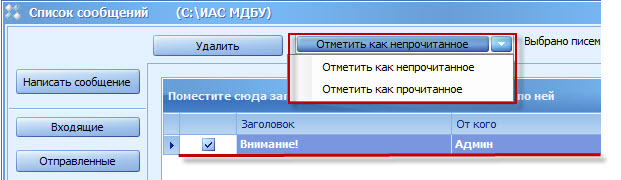 Список сообщений (C:\ИАС МДБУ)
Удалить
Отметить как непрочитанное
Выбрано писем
Отметить как непрочитанное
Отметить как прочитанное
Написать сообщение
Поместите сюда заг
по ней
Входящие
Заголовок От кого
Внимание! Админ
Отправленные